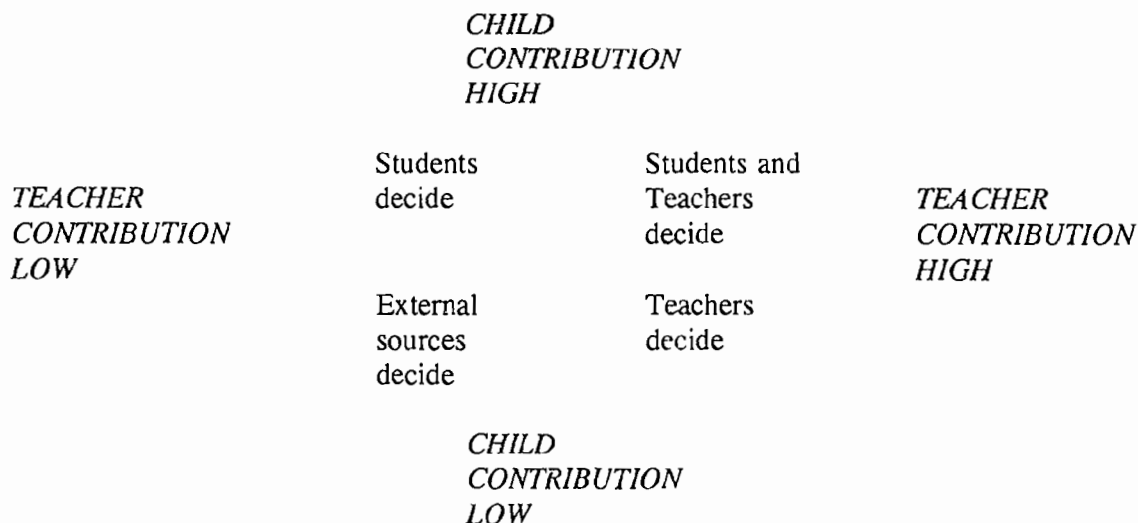 CHILD
CONTRIBUTION
HIGH
TEACHER
CONTRIBUTION
LOW
Students
decide
Students and
Teachers
decide
TEACHER
CONTRIBUTION
HIGH
External
sources
decide
Teachers
decide
CHILD
CONTRIBUTION
LOW